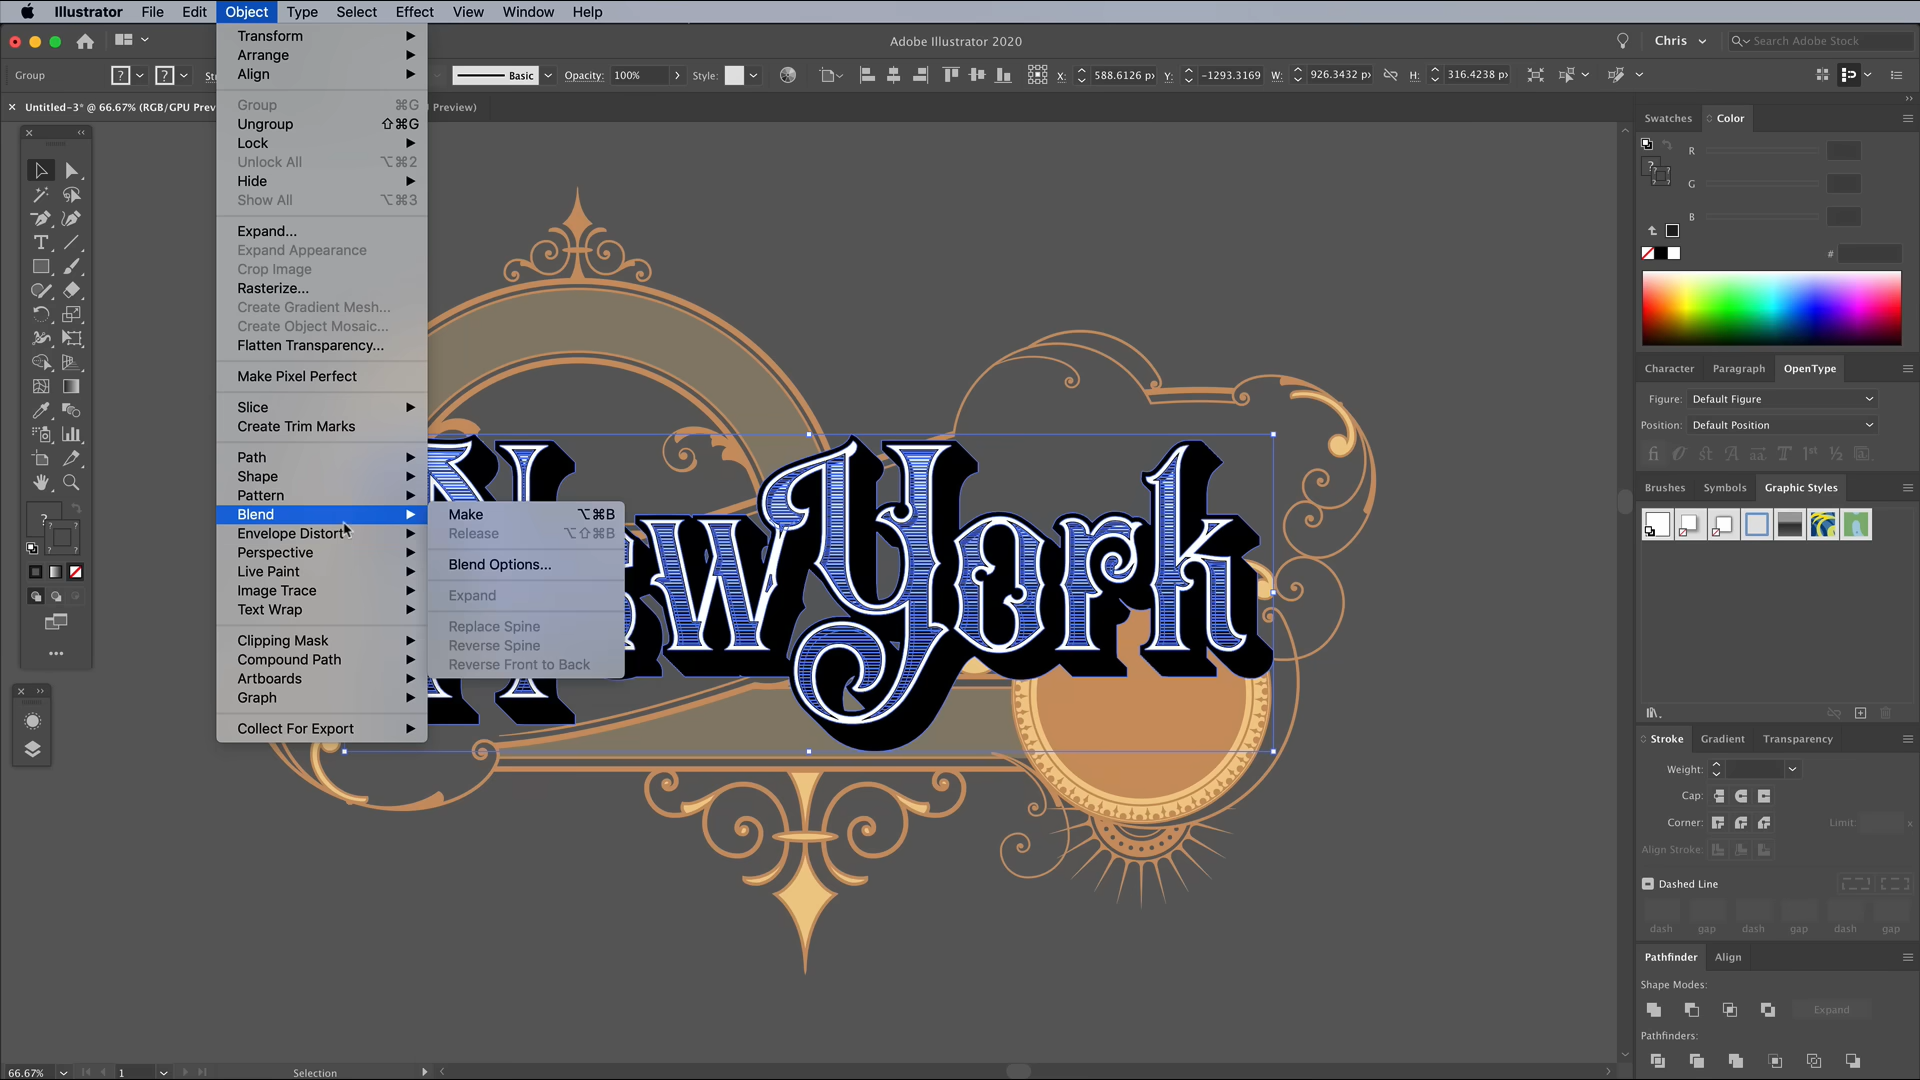 Illustrator File Edit Object Type Select Effect View Window Help
Adobe Illustrator 2020
Chris
Search Adobe Stock
Group
Basic
Opacity: 100%
Style:
X: 588.6126 p
Y: -1293.3169
W: 926.3432 p
H: 316.4238 p
Untitled-3* @ 66.67% (RGB/GPU Prev
Preview)
Transform
Arrange
Align
Group ⌘G
Ungroup ⇧⌘G
Lock
Unlock All ⌥⌘2
Hide
Show All ⌥⌘3
Expand...
Expand Appearance
Crop Image
Rasterize...
Create Gradient Mesh...
Create Object Mosaic...
Flatten Transparency...
Make Pixel Perfect
Slice
Create Trim Marks
Path
Shape
Pattern
Blend
Envelope Distort
Perspective
Live Paint
Image Trace
Text Wrap
Clipping Mask
Compound Path
Artboards
Graph
Collect For Export
Make ⌥⌘B
Release ⌥⇧⌘B
Blend Options...
Expand
Replace Spine
Reverse Spine
Reverse Front to Back
New York
Swatches Color
R
G
B
#
Character Paragraph OpenType
Figure: Default Figure
Position: Default Position
Brushes Symbols Graphic Styles
Stroke Gradient Transparency
Weight:
Cap:
Corner:
Limit: x
Align Stroke:
Dashed Line
dash gap dash gap dash gap
Pathfinder Align
Shape Modes:
Expand
Pathfinders:
66.67%
1
Selection